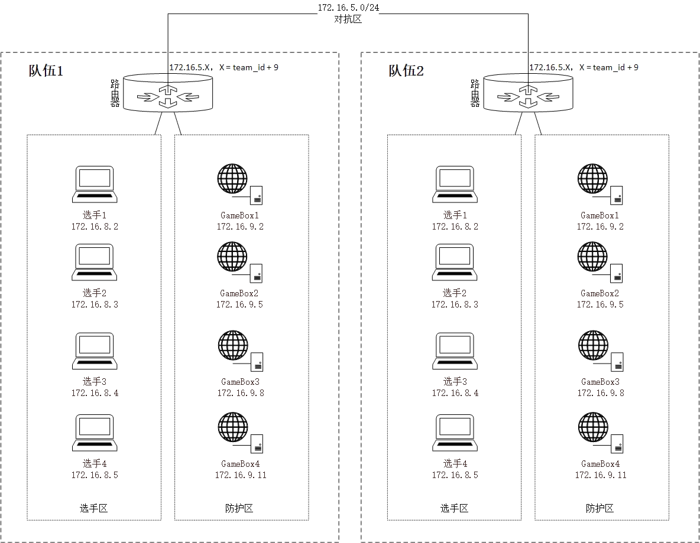 172.16.5.0/24
对抗区
队伍1
172.16.5.X，X = team_id + 9
路由器
选手1
172.16.8.2
GameBox1
172.16.9.2
选手2
172.16.8.3
GameBox2
172.16.9.5
选手3
172.16.8.4
GameBox3
172.16.9.8
选手4
172.16.8.5
GameBox4
172.16.9.11
选手区
防护区
队伍2
172.16.5.X，X = team_id + 9
路由器
选手1
172.16.8.2
GameBox1
172.16.9.2
选手2
172.16.8.3
GameBox2
172.16.9.5
选手3
172.16.8.4
GameBox3
172.16.9.8
选手4
172.16.8.5
GameBox4
172.16.9.11
选手区
防护区